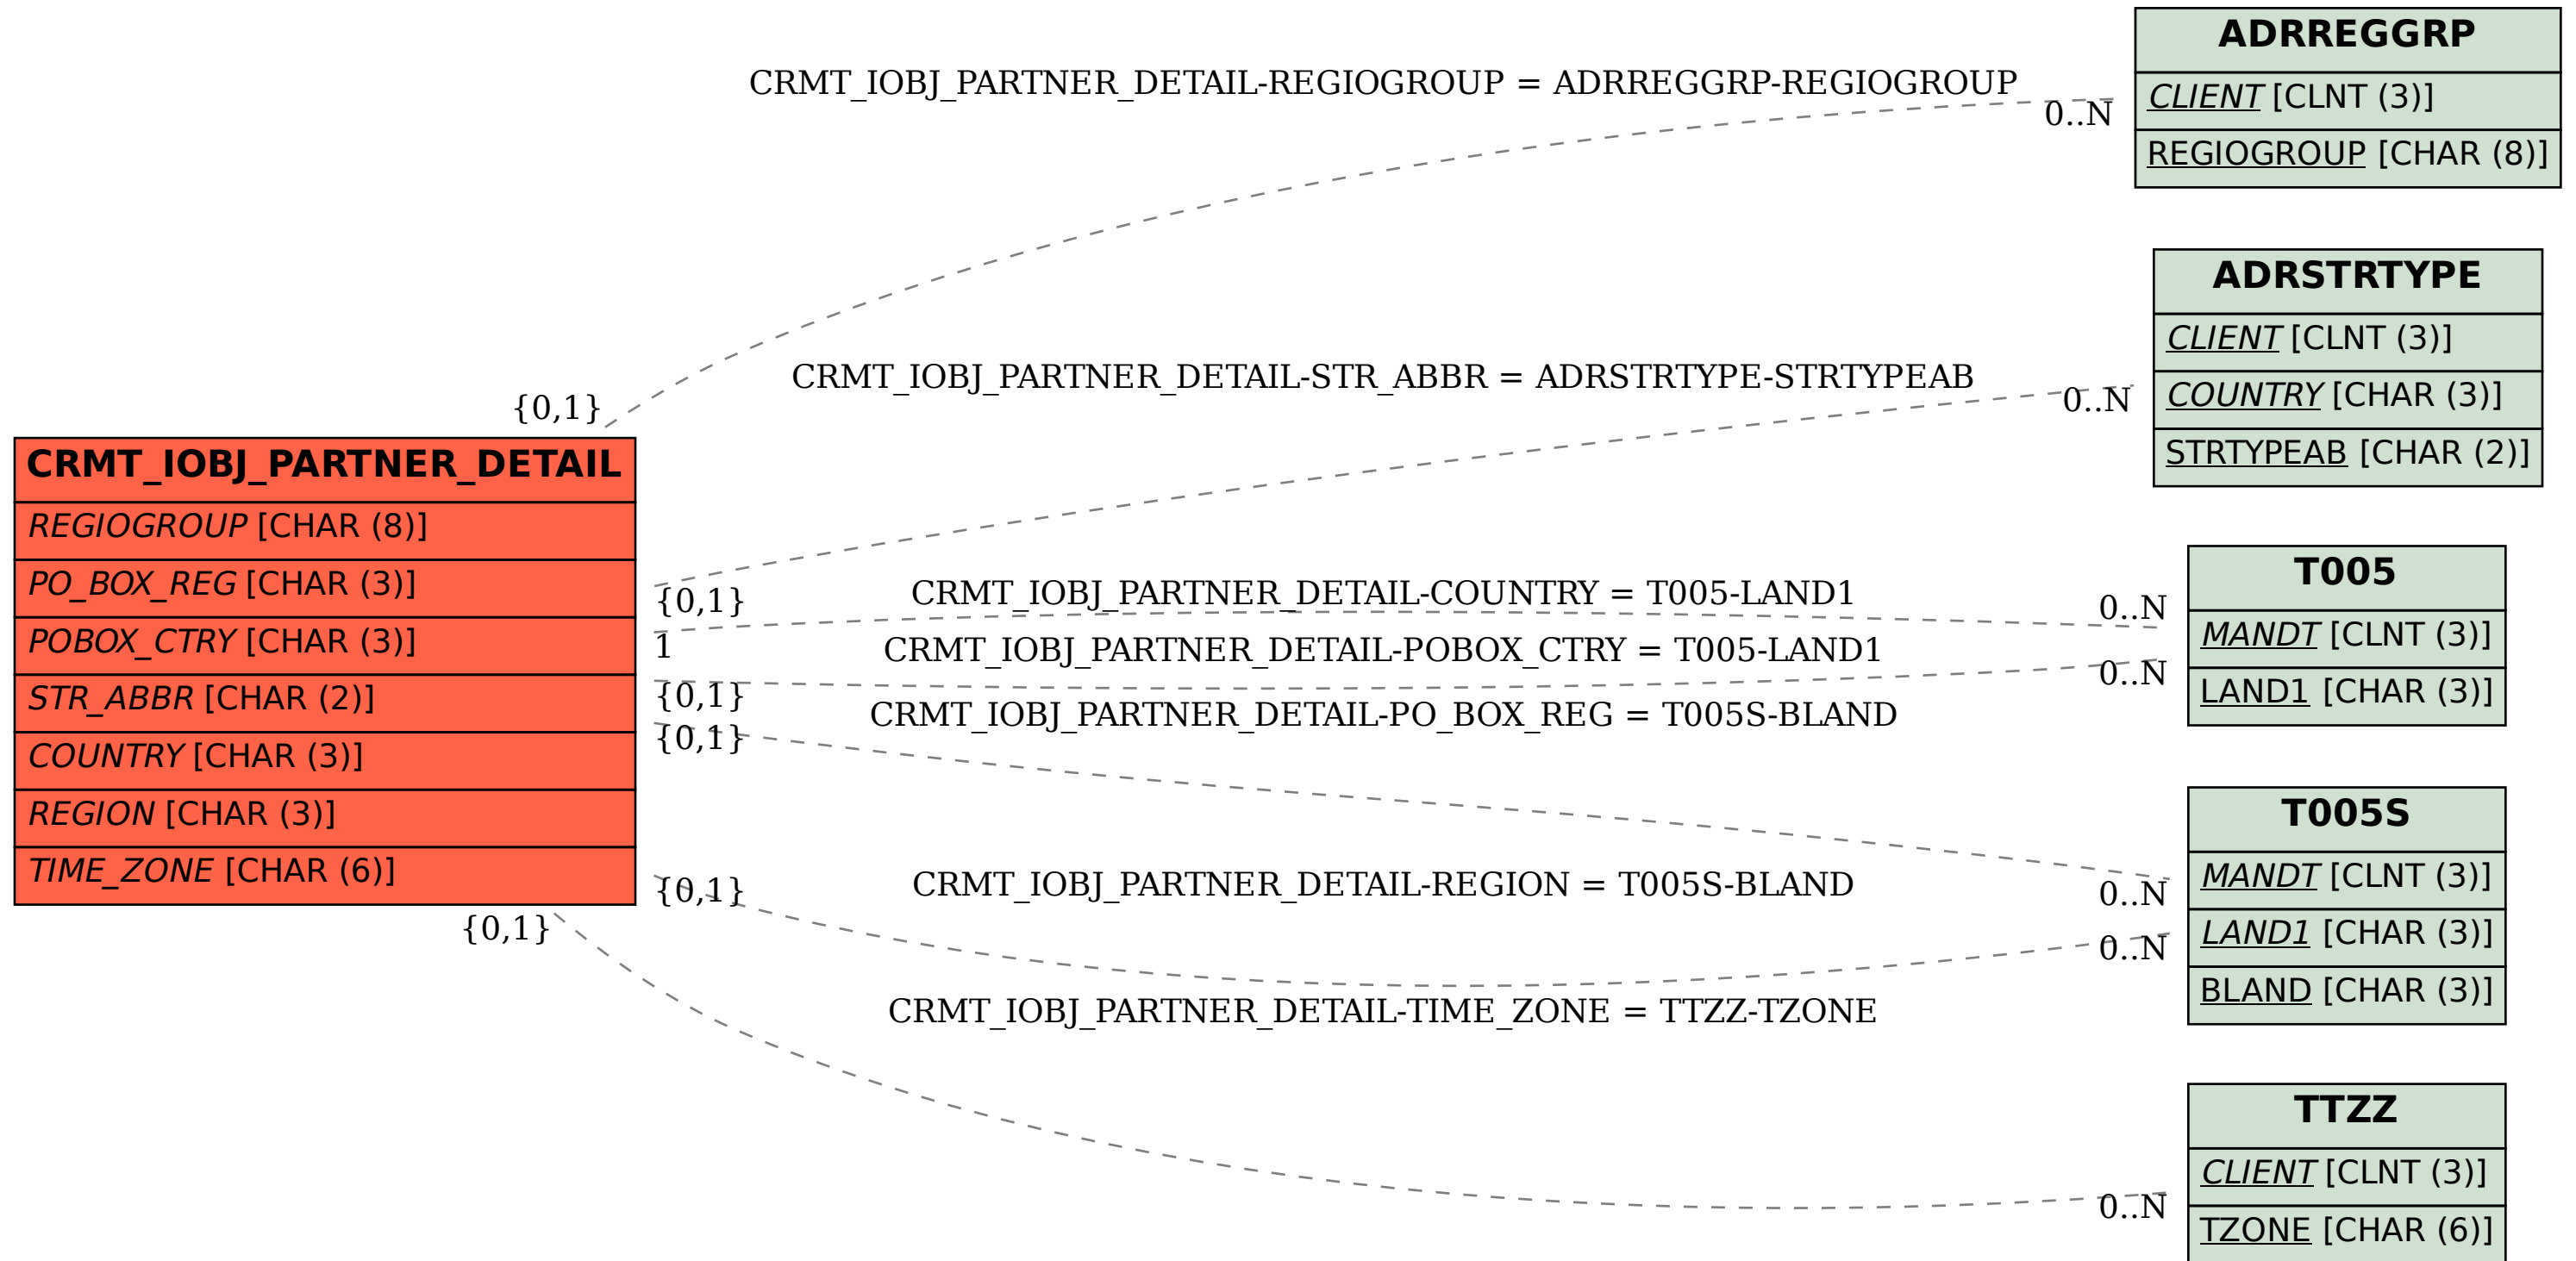 ADRREGGRP
CLIENT [CLNT (3)]
REGIOGROUP [CHAR (8)]
CRMT_IOBJ_PARTNER_DETAIL-REGIOGROUP = ADRREGGRP-REGIOGROUP
0..N
{0,1}
ADRSTRTYPE
CLIENT [CLNT (3)]
COUNTRY [CHAR (3)]
STRTYPEAB [CHAR (2)]
CRMT_IOBJ_PARTNER_DETAIL-STR_ABBR = ADRSTRTYPE-STRTYPEAB
0..N
{0,1}
CRMT_IOBJ_PARTNER_DETAIL
REGIOGROUP [CHAR (8)]
PO_BOX_REG [CHAR (3)]
POBOX_CTRY [CHAR (3)]
STR_ABBR [CHAR (2)]
COUNTRY [CHAR (3)]
REGION [CHAR (3)]
TIME_ZONE [CHAR (6)]
CRMT_IOBJ_PARTNER_DETAIL-COUNTRY = T005-LAND1
0..N
1
CRMT_IOBJ_PARTNER_DETAIL-POBOX_CTRY = T005-LAND1
0..N
{0,1}
T005
MANDT [CLNT (3)]
LAND1 [CHAR (3)]
CRMT_IOBJ_PARTNER_DETAIL-PO_BOX_REG = T005S-BLAND
{0,1}
0..N
CRMT_IOBJ_PARTNER_DETAIL-REGION = T005S-BLAND
{0,1}
0..N
T005S
MANDT [CLNT (3)]
LAND1 [CHAR (3)]
BLAND [CHAR (3)]
CRMT_IOBJ_PARTNER_DETAIL-TIME_ZONE = TTZZ-TZONE
{0,1}
0..N
TTZZ
CLIENT [CLNT (3)]
TZONE [CHAR (6)]